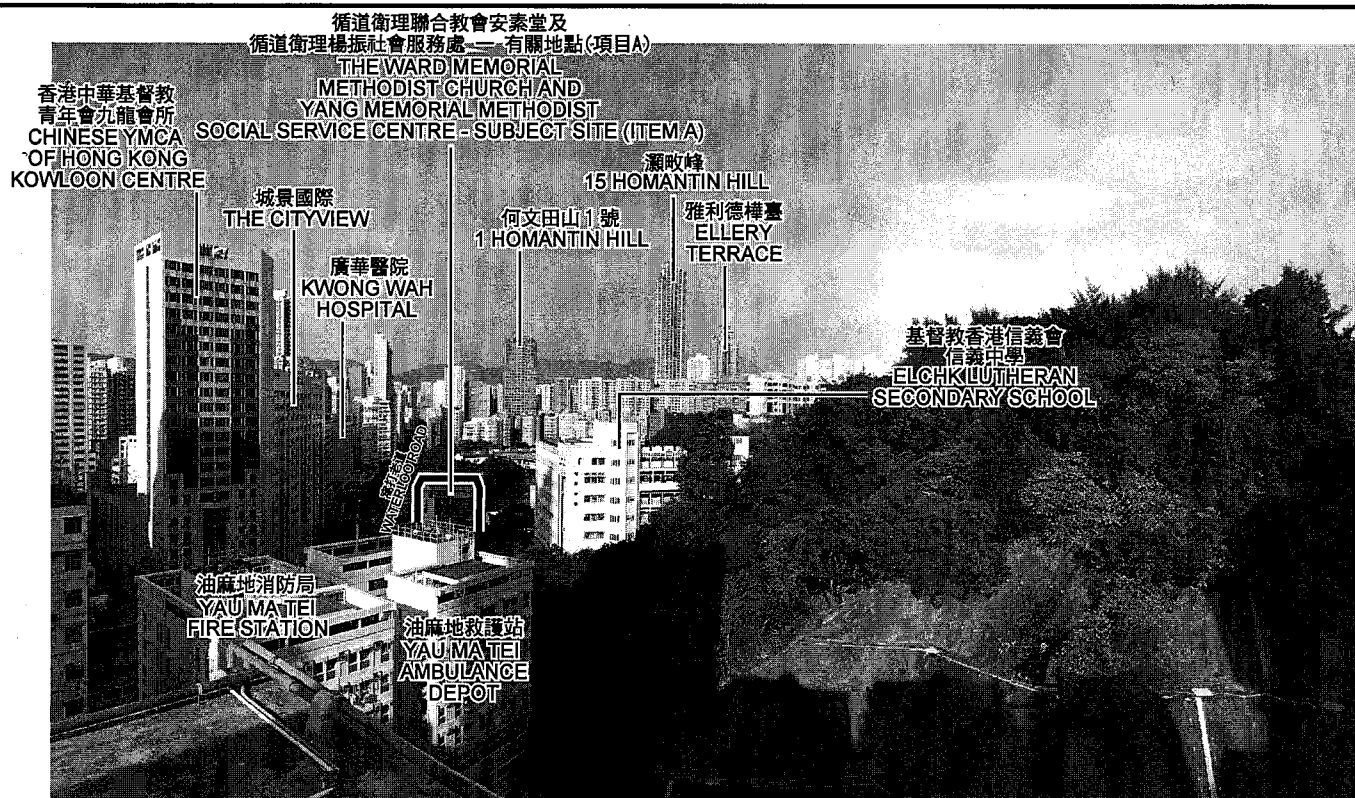 循道衛理聯合教會安素堂及
循道衛理楊振社會服務處 — 有關地點(項目A)
THE WARD MEMORIAL
METHODIST CHURCH AND
YANG MEMORIAL METHODIST
SOCIAL SERVICE CENTRE - SUBJECT SITE (ITEM A)
香港中華基督教
青年會九龍會所
CHINESE YMCA
OF HONG KONG
KOWLOON CENTRE
城景國際
THE CITYVIEW
廣華醫院
KWONG WAH
HOSPITAL
何文田山1號
1 HOMANTIN HILL
灝畋峰
15 HOMANTIN HILL
雅利德樺臺
ELLERY
TERRACE
基督教香港信義會
信義中學
ELCHK LUTHERAN
SECONDARY SCHOOL
窩打老道
WATERLOO ROAD
油麻地消防局
YAU MA TEI
FIRE STATION
油麻地救護站
YAU MA TEI
AMBULANCE
DEPOT